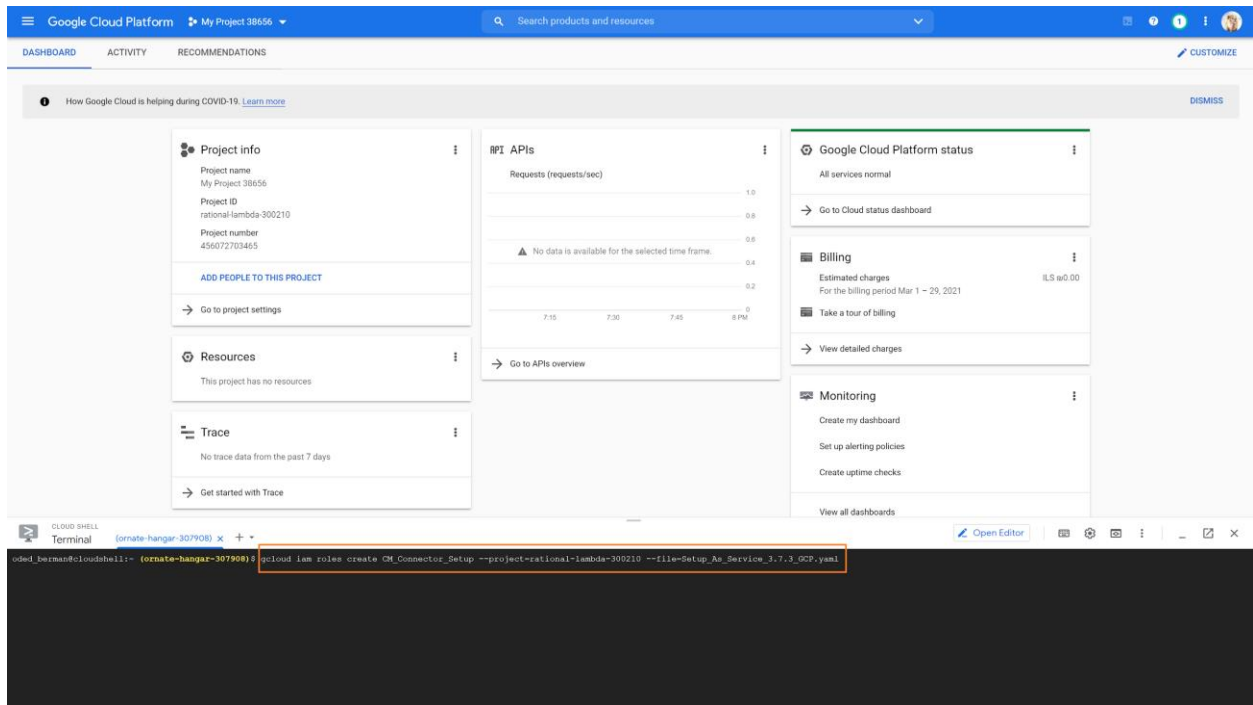 Google Cloud Platform My Project 38656 Search products and resources 1
DASHBOARD ACTIVITY RECOMMENDATIONS CUSTOMIZE
How Google Cloud is helping during COVID-19. Learn more DISMISS
Project info
Project name
My Project 38656
Project ID
rational-lambda-300210
Project number
456072703465
ADD PEOPLE TO THIS PROJECT
Go to project settings
Resources
This project has no resources
Trace
No trace data from the past 7 days
Get started with Trace
API APIs
Requests (requests/sec)
1.0
0.8
0.6
No data is available for the selected time frame.
0.4
0.2
0
7:15 7:30 7:45 8 PM
Go to APIs overview
Google Cloud Platform status
All services normal
Go to Cloud status dashboard
Billing
Estimated charges ILS ₪0.00
For the billing period Mar 1 – 29, 2021
Take a tour of billing
View detailed charges
Monitoring
Create my dashboard
Set up alerting policies
Create uptime checks
View all dashboards
CLOUD SHELL
Terminal (ornate-hangar-307908) x + Open Editor
oded_berman@cloudshell:~ (ornate-hangar-307908)$ gcloud iam roles create CM_Connector_Setup --project=rational-lambda-300210 --file=Setup_As_Service_3.7.3_GCP.yaml